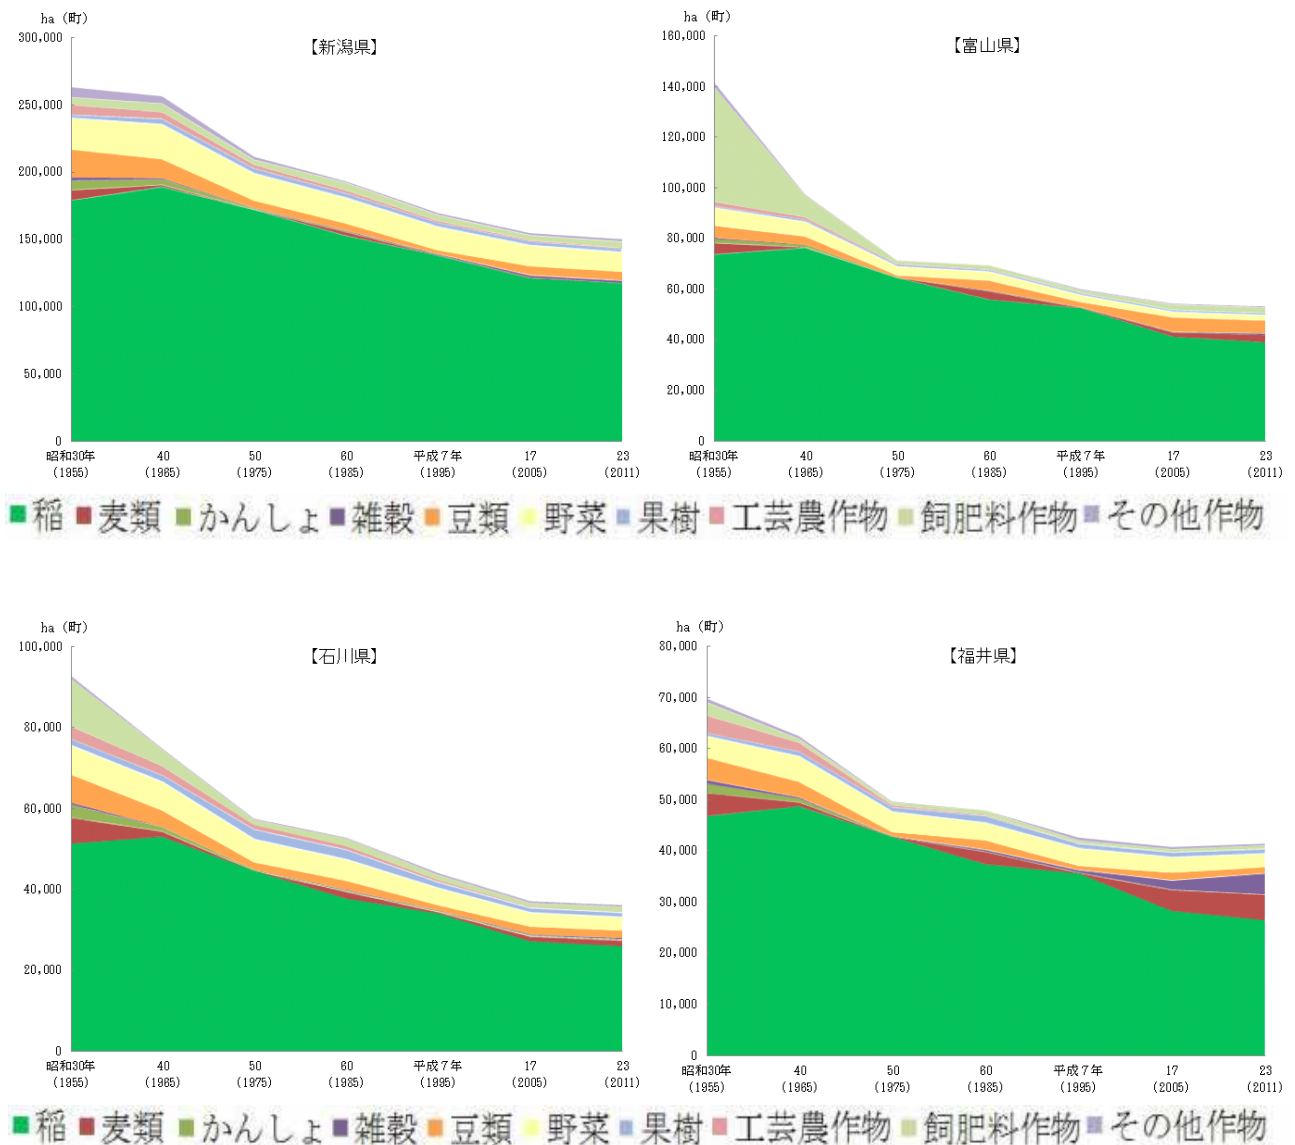 ha（町）
【新潟県】
300,000
250,000
200,000
150,000
100,000
50,000
0
昭和30年 40 50 60 平成７年 17 23
(1955) (1965) (1975) (1985) (1995) (2005) (2011)
ha（町）
【富山県】
160,000
140,000
120,000
100,000
80,000
60,000
40,000
20,000
0
昭和30年 40 50 60 平成７年 17 23
(1955) (1965) (1975) (1985) (1995) (2005) (2011)
稲 麦類 かんしょ 雑穀 豆類 野菜 果樹 工芸農作物 飼肥料作物 その他作物
ha（町）
【石川県】
100,000
80,000
60,000
40,000
20,000
0
昭和30年 40 50 60 平成７年 17 23
(1955) (1965) (1975) (1985) (1995) (2005) (2011)
ha（町）
【福井県】
80,000
70,000
60,000
50,000
40,000
30,000
20,000
10,000
0
昭和30年 40 50 60 平成７年 17 23
(1955) (1965) (1975) (1985) (1995) (2005) (2011)
稲 麦類 かんしょ 雑穀 豆類 野菜 果樹 工芸農作物 飼肥料作物 その他作物